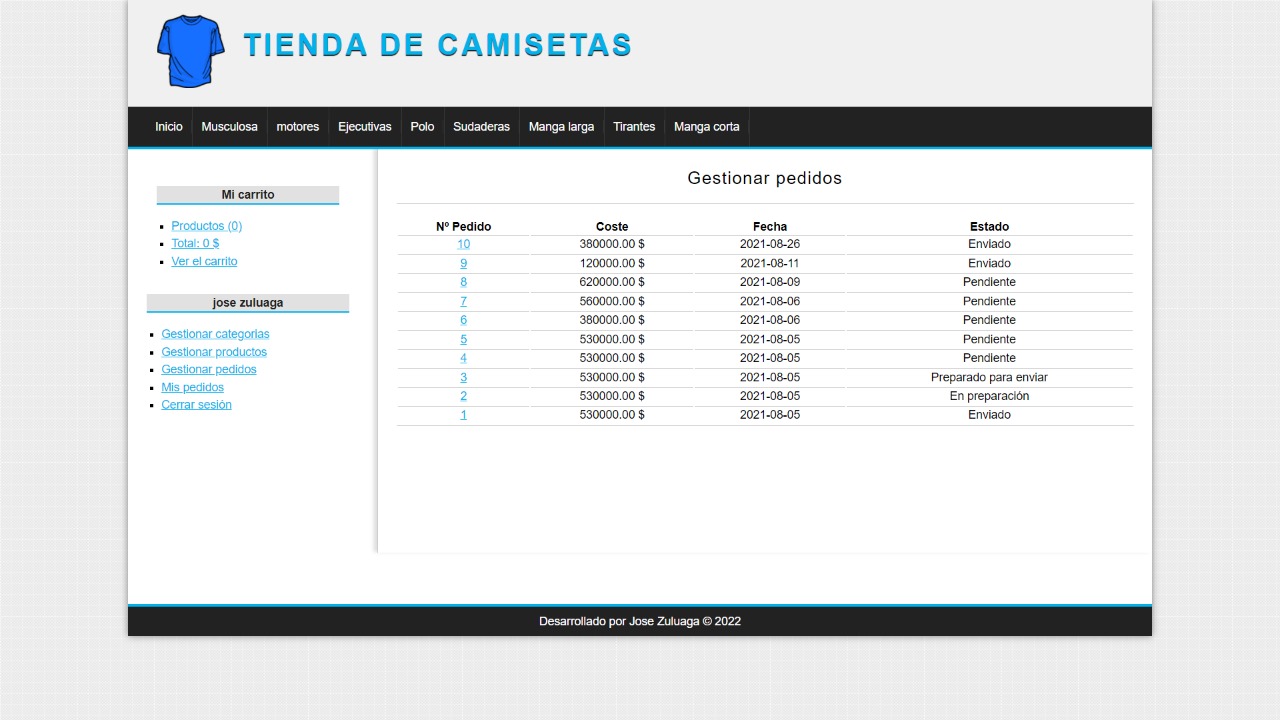 TIENDA DE CAMISETAS
Inicio Musculosa motores Ejecutivas Polo Sudaderas Manga larga Tirantes Manga corta
Mi carrito
Productos (0)
Total: 0 $
Ver el carrito
jose zuluaga
Gestionar categorias
Gestionar productos
Gestionar pedidos
Mis pedidos
Cerrar sesión
Gestionar pedidos
Nº Pedido Coste Fecha Estado
10 380000.00 $ 2021-08-26 Enviado
9 120000.00 $ 2021-08-11 Enviado
8 620000.00 $ 2021-08-09 Pendiente
7 560000.00 $ 2021-08-06 Pendiente
6 380000.00 $ 2021-08-06 Pendiente
5 530000.00 $ 2021-08-05 Pendiente
4 530000.00 $ 2021-08-05 Pendiente
3 530000.00 $ 2021-08-05 Preparado para enviar
2 530000.00 $ 2021-08-05 En preparación
1 530000.00 $ 2021-08-05 Enviado
Desarrollado por Jose Zuluaga © 2022